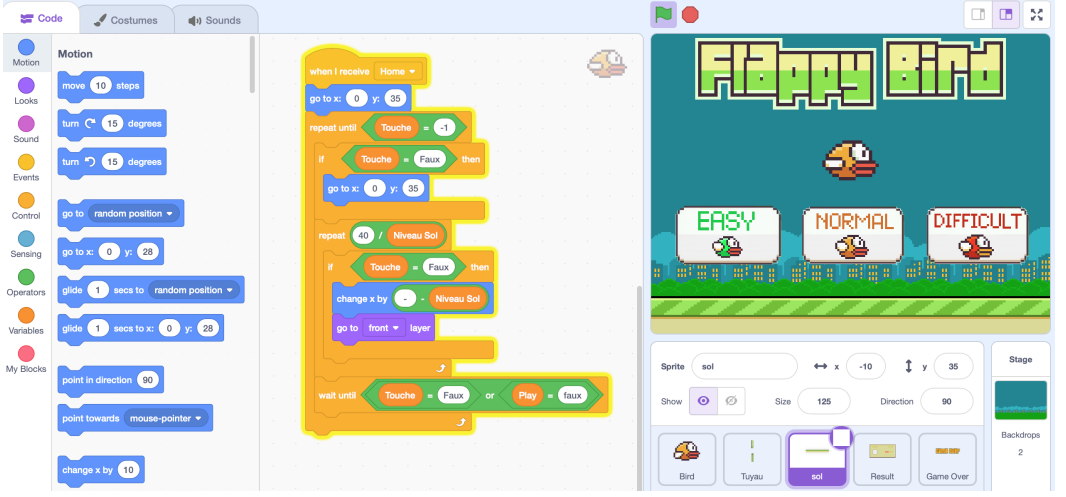 Code
Costumes
Sounds
Motion
Looks
Sound
Events
Control
Sensing
Operators
Variables
My Blocks
Motion
move 10 steps
turn 15 degrees
turn 15 degrees
go to random position
go to x: 0 y: 28
glide 1 secs to random position
glide 1 secs to x: 0 y: 28
point in direction 90
point towards mouse-pointer
change x by 10
when I receive Home
go to x: 0 y: 35
repeat until Touche = -1
if Touche = Faux then
go to x: 0 y: 35
repeat 40 / Niveau Sol
if Touche = Faux then
change x by - - Niveau Sol
go to front layer
wait until Touche = Faux or Play = faux
Flappy Bird
EASY
NORMAL
DIFFICULT
Sprite sol x -10 y 35
Show Size 125 Direction 90
Bird
Tuyau
sol
Result
Game Over
Stage
Backdrops
2